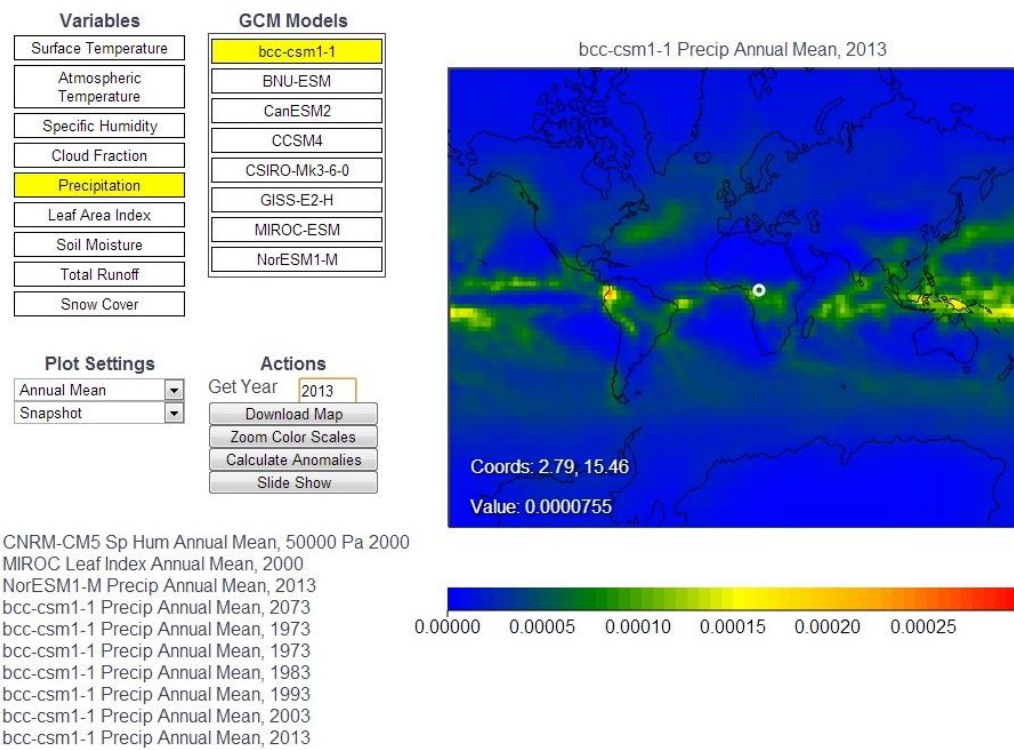 Variables
Surface Temperature
Atmospheric
Temperature
Specific Humidity
Cloud Fraction
Precipitation
Leaf Area Index
Soil Moisture
Total Runoff
Snow Cover
GCM Models
bcc-csm1-1
BNU-ESM
CanESM2
CCSM4
CSIRO-Mk3-6-0
GISS-E2-H
MIROC-ESM
NorESM1-M
Plot Settings
Annual Mean
Snapshot
Actions
Get Year 2013
Download Map
Zoom Color Scales
Calculate Anomalies
Slide Show
bcc-csm1-1 Precip Annual Mean, 2013
Coords: 2.79, 15.46
Value: 0.0000755
0.00000 0.00005 0.00010 0.00015 0.00020 0.00025
CNRM-CM5 Sp Hum Annual Mean, 50000 Pa 2000
MIROC Leaf Index Annual Mean, 2000
NorESM1-M Precip Annual Mean, 2013
bcc-csm1-1 Precip Annual Mean, 2073
bcc-csm1-1 Precip Annual Mean, 1973
bcc-csm1-1 Precip Annual Mean, 1973
bcc-csm1-1 Precip Annual Mean, 1983
bcc-csm1-1 Precip Annual Mean, 1993
bcc-csm1-1 Precip Annual Mean, 2003
bcc-csm1-1 Precip Annual Mean, 2013